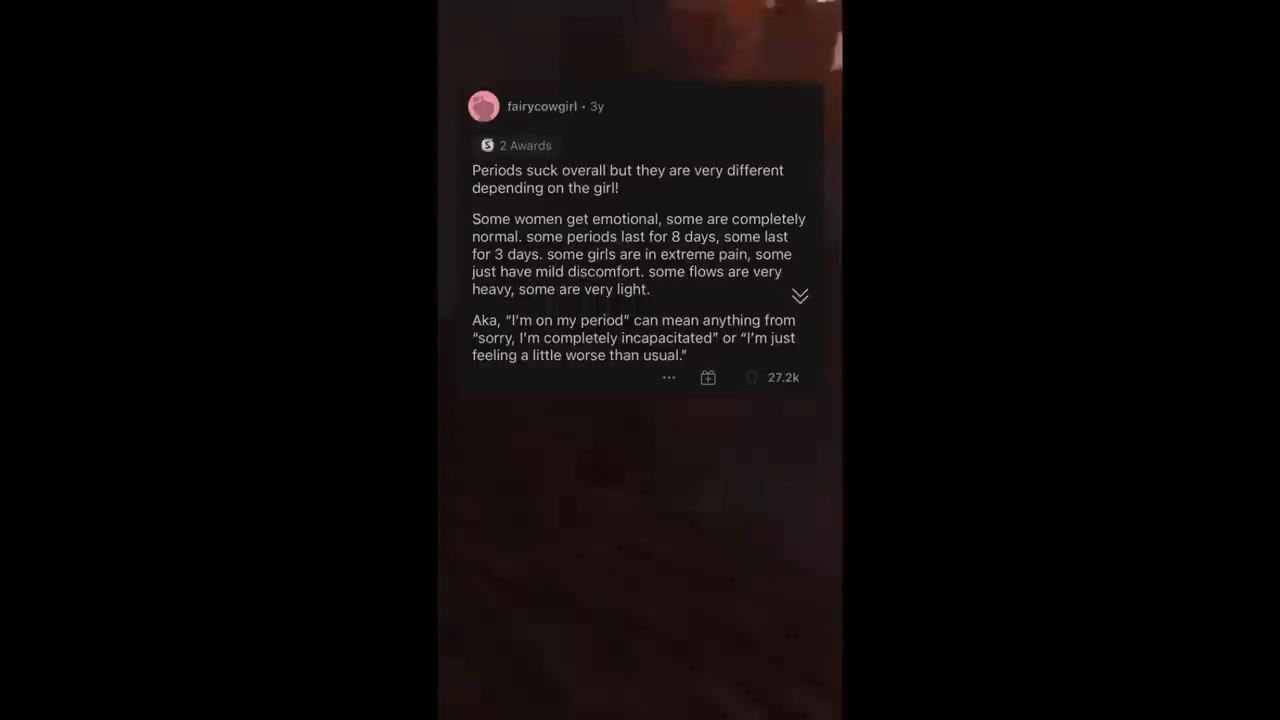 fairycowgirl • 3y
2 Awards
Periods suck overall but they are very different
depending on the girl!
Some women get emotional, some are completely
normal. some periods last for 8 days, some last
for 3 days. some girls are in extreme pain, some
just have mild discomfort. some flows are very
heavy, some are very light.
Aka, “I’m on my period” can mean anything from
“sorry, I’m completely incapacitated” or “I’m just
feeling a little worse than usual.”
27.2k